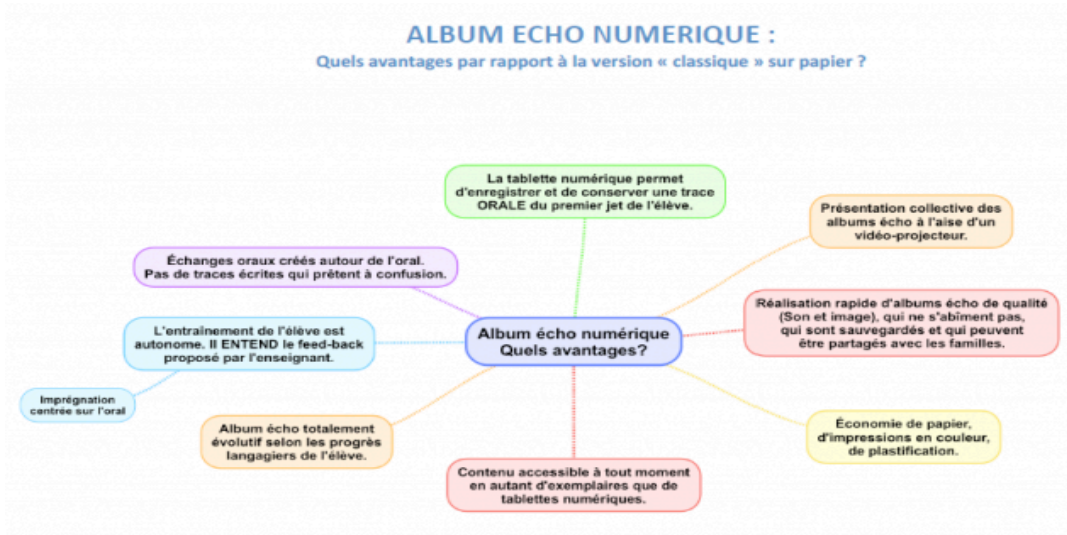 ALBUM ECHO NUMERIQUE :
Quels avantages par rapport à la version « classique » sur papier ?
La tablette numérique permet
d'enregistrer et de conserver une trace
ORALE du premier jet de l'élève.
Présentation collective des
albums écho à l'aise d'un
vidéo-projecteur.
Échanges oraux créés autour de l'oral.
Pas de traces écrites qui prêtent à confusion.
Réalisation rapide d'albums écho de qualité
(Son et image), qui ne s'abîment pas,
qui sont sauvegardés et qui peuvent
être partagés avec les familles.
L'entraînement de l'élève est
autonome. Il ENTEND le feed-back
proposé par l'enseignant.
Album écho numérique
Quels avantages?
Imprégnation
centrée sur l'oral
Album écho totalement
évolutif selon les progrès
langagiers de l'élève.
Économie de papier,
d'impressions en couleur,
de plastification.
Contenu accessible à tout moment
en autant d'exemplaires que de
tablettes numériques.